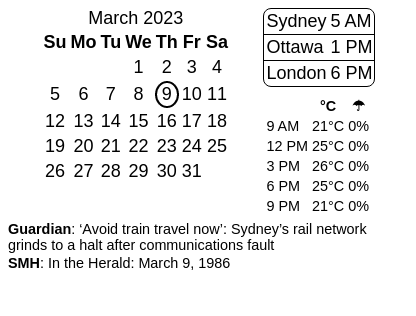 March 2023
Su Mo Tu We Th Fr Sa
1 2 3 4
5 6 7 8 9 10 11
12 13 14 15 16 17 18
19 20 21 22 23 24 25
26 27 28 29 30 31
Sydney 5 AM
Ottawa 1 PM
London 6 PM
°C ☂
9 AM 21°C 0%
12 PM 25°C 0%
3 PM 26°C 0%
6 PM 25°C 0%
9 PM 21°C 0%
Guardian: ‘Avoid train travel now’: Sydney’s rail network
grinds to a halt after communications fault
SMH: In the Herald: March 9, 1986